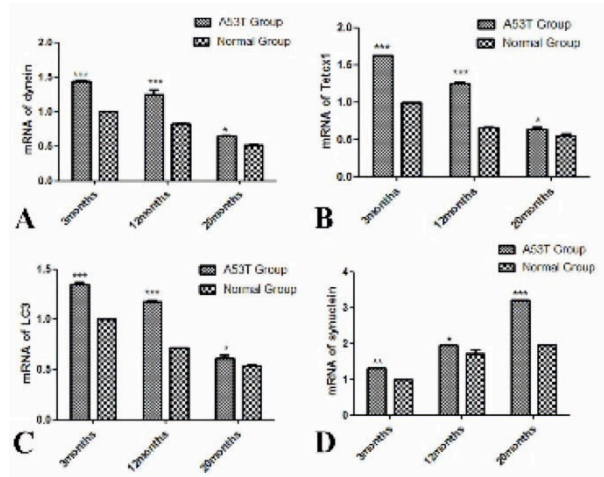 A53T Group
Normal Group
mRNA of dynein
2.0
1.5
1.0
0.5
0.0
***
***
*
3months
12months
20months
A
A53T Group
Normal Group
mRNA of Tetcx1
2.0
1.5
1.0
0.5
0.0
***
***
*
3months
12months
20months
B
A53T Group
Normal Group
mRNA of LC3
1.5
1.0
0.5
0.0
***
***
*
3months
12months
20months
C
A53T Group
Normal Group
mRNA of synuclein
4
3
2
1
0
**
*
***
3months
12months
20months
D